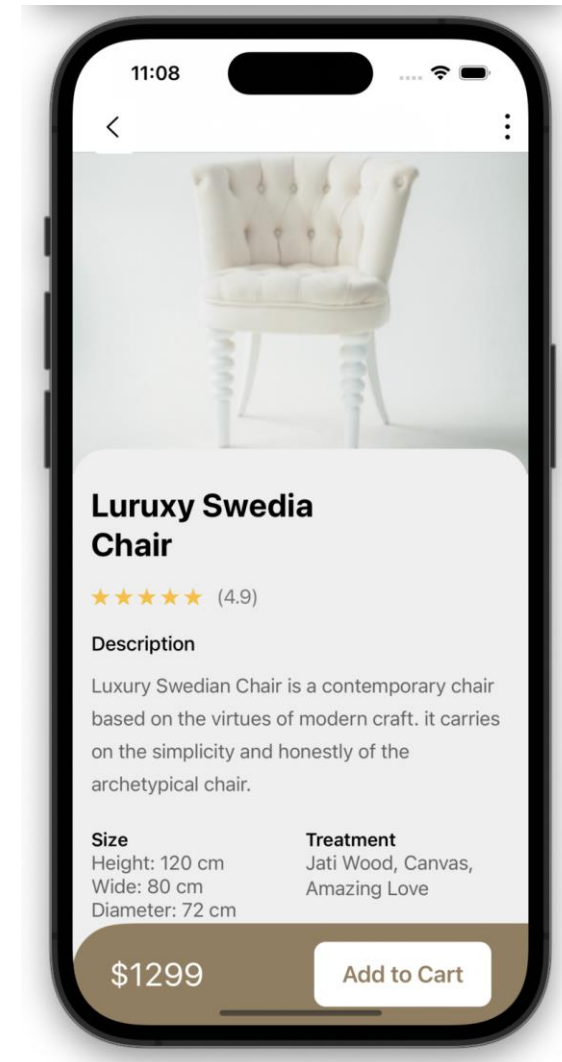 11:08
Luruxy Swedia
Chair
★★★★★ (4.9)
Description
Luxury Swedian Chair is a contemporary chair
based on the virtues of modern craft. it carries
on the simplicity and honestly of the
archetypical chair.
Size
Height: 120 cm
Wide: 80 cm
Diameter: 72 cm
Treatment
Jati Wood, Canvas,
Amazing Love
$1299
Add to Cart